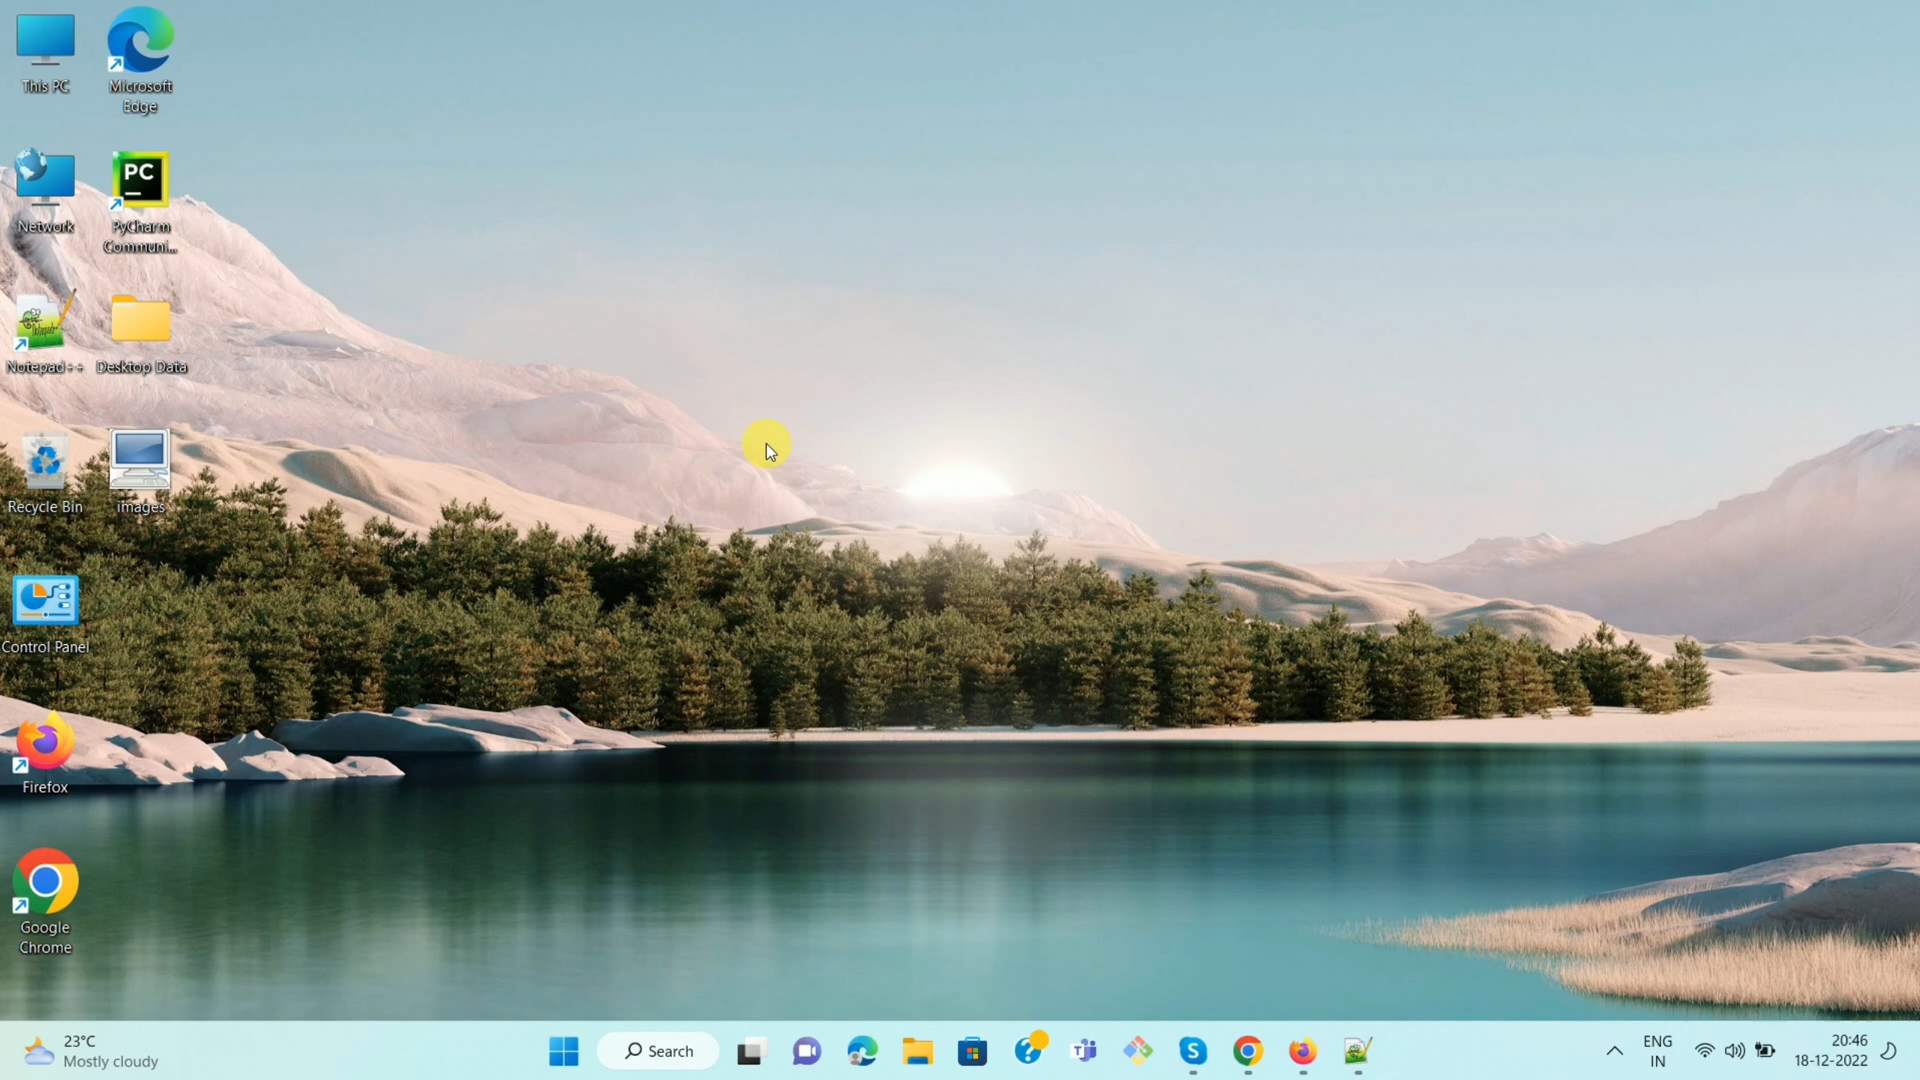 This PC
Microsoft
Edge
Network
PC
PyCharm
Communi...
Notepad++
Desktop Data
Recycle Bin
images
Control Panel
Firefox
Google
Chrome
23°C
Mostly cloudy
Search
ENG
IN
20:46
18-12-2022